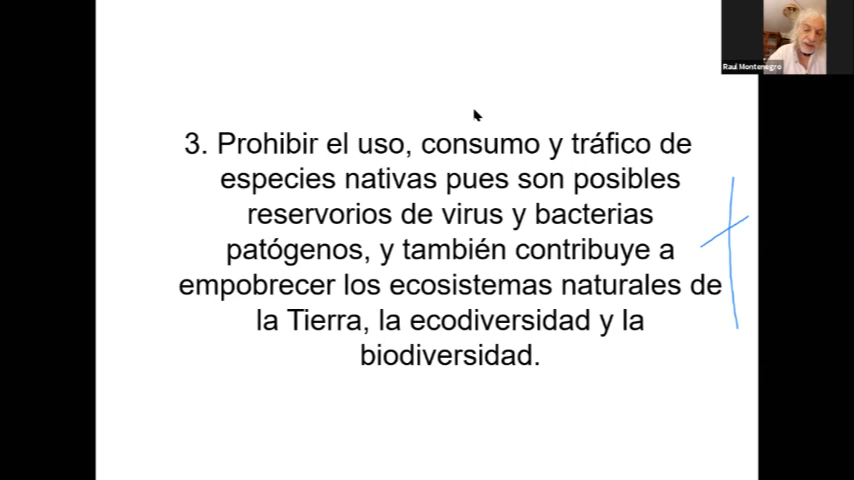 Raul Montenegro
3. Prohibir el uso, consumo y tráfico de
especies nativas pues son posibles
reservorios de virus y bacterias
patógenos, y también contribuye a
empobrecer los ecosistemas naturales de
la Tierra, la ecodiversidad y la
biodiversidad.